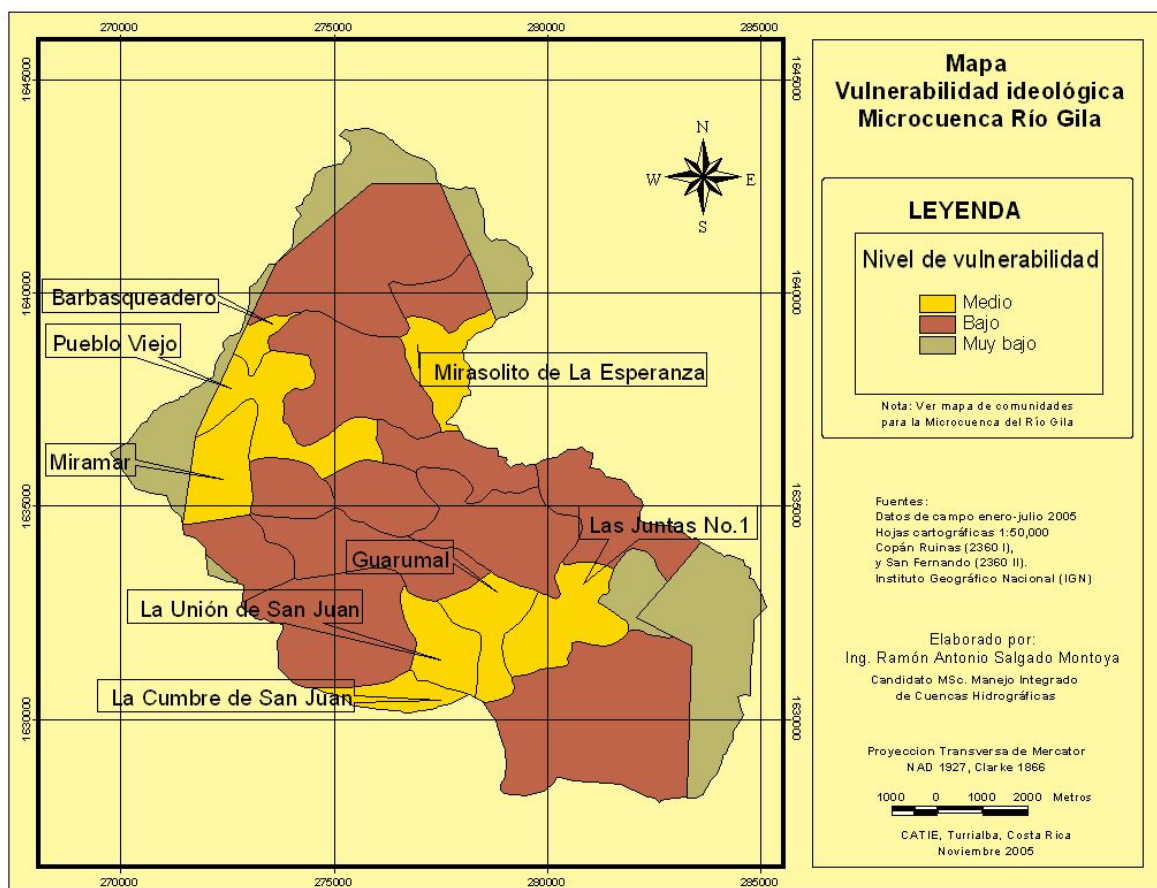 270000
275000
280000
285000
1645000
1645000
1640000
1640000
1635000
1635000
1630000
1630000
N
W
E
S
Barbasqueadero
Pueblo Viejo
Mirasolito de La Esperanza
Miramar
Las Juntas No.1
Guarumal
La Unión de San Juan
La Cumbre de San Juan
270000
275000
280000
285000
Mapa
Vulnerabilidad ideológica
Microcuenca Río Gila
LEYENDA
Nivel de vulnerabilidad
Medio
Bajo
Muy bajo
Nota: Ver mapa de comunidades
para la Microcuenca del Río Gila
Fuentes:
Datos de campo enero-julio 2005
Hojas cartográficas 1:50,000
Copán Ruinas (2360 I),
y San Fernando (2360 II).
Instituto Geográfico Nacional (IGN)
Elaborado por:
Ing. Ramón Antonio Salgado Montoya
Candidato MSc. Manejo Integrado
de Cuencas Hidrográficas
Proyeccion Transversa de Mercator
NAD 1927, Clarke 1866
1000 0 1000 2000 Metros
CATIE, Turrialba, Costa Rica
Noviembre 2005